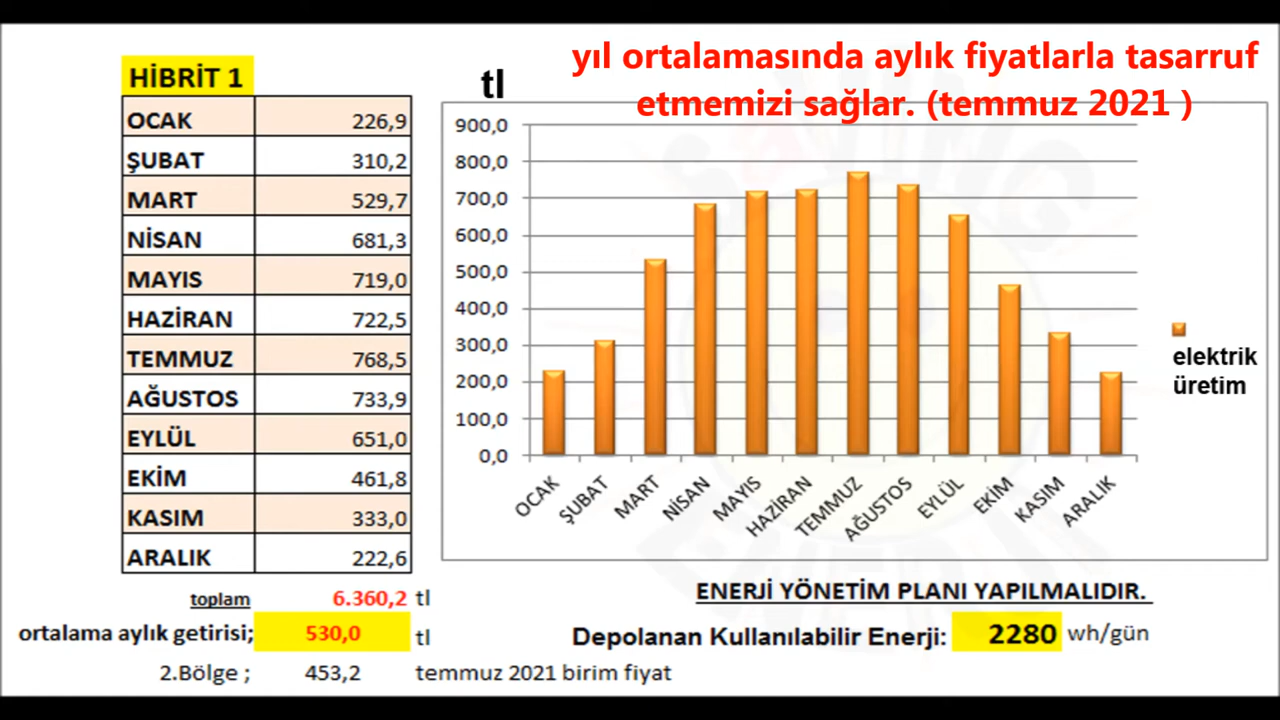 yıl ortalamasında aylık fiyatlarla tasarruf
etmemizi sağlar. (temmuz 2021 )
HİBRİT 1
OCAK 226,9
ŞUBAT 310,2
MART 529,7
NİSAN 681,3
MAYIS 719,0
HAZİRAN 722,5
TEMMUZ 768,5
AĞUSTOS 733,9
EYLÜL 651,0
EKİM 461,8
KASIM 333,0
ARALIK 222,6
toplam 6.360,2 tl
ortalama aylık getirisi; 530,0 tl
2.Bölge ; 453,2 temmuz 2021 birim fiyat
tl
900,0
800,0
700,0
600,0
500,0
400,0
300,0
200,0
100,0
0,0
OCAK
ŞUBAT
MART
NİSAN
MAYIS
HAZİRAN
TEMMUZ
AĞUSTOS
EYLÜL
EKİM
KASIM
ARALIK
elektrik
üretim
ENERJİ YÖNETİM PLANI YAPILMALIDIR.
Depolanan Kullanılabilir Enerji: 2280 wh/gün